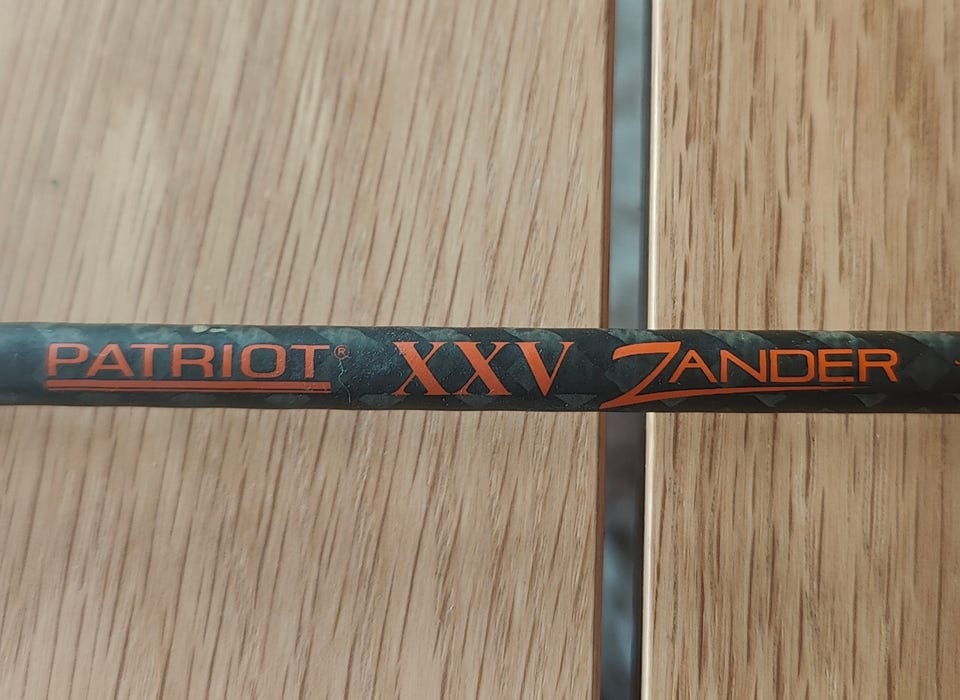 PATRIOT® XXV ZANDER